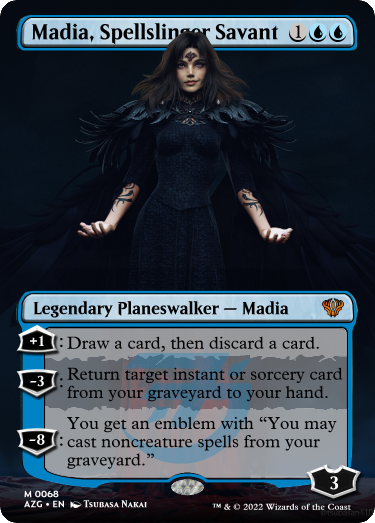 Madia, Spellslinger Savant 1
Legendary Planeswalker — Madia
+1: Draw a card, then discard a card.
-3: Return target instant or sorcery card
from your graveyard to your hand.
-8: You get an emblem with “You may
cast noncreature spells from your
graveyard.”
3
M 0068
AZG • EN Tsubasa Nakai
™ & © 2022 Wizards of the Coast